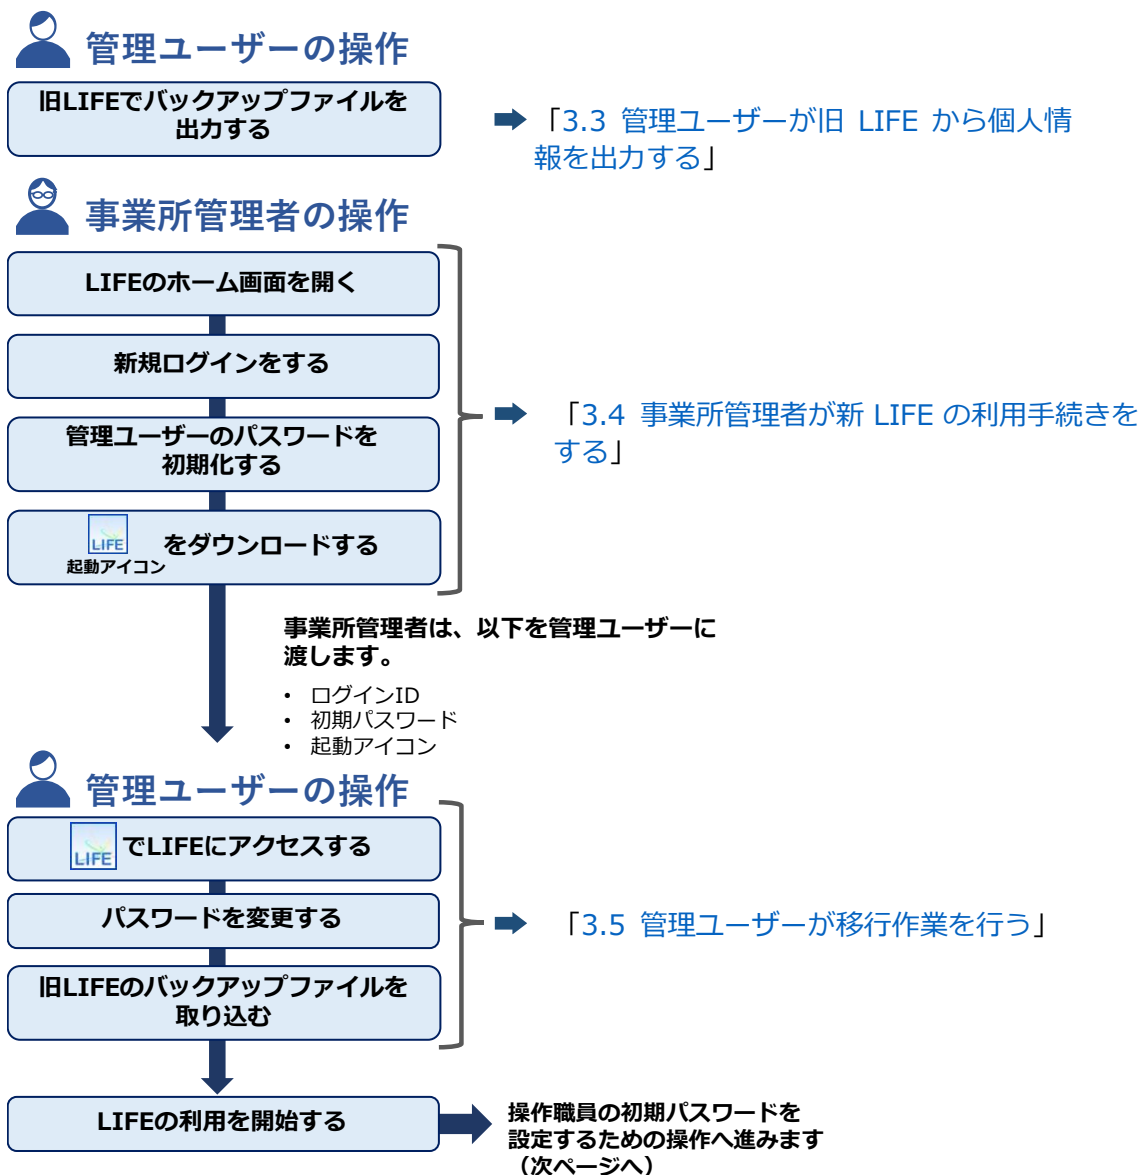 管理ユーザーの操作
旧LIFEでバックアップファイルを
出力する
「3.3 管理ユーザーが旧 LIFE から個人情
報を出力する」
事業所管理者の操作
LIFEのホーム画面を開く
新規ログインをする
管理ユーザーのパスワードを
初期化する
「3.4 事業所管理者が新 LIFE の利用手続きを
する」
LIFE
起動アイコン
をダウンロードする
事業所管理者は、以下を管理ユーザーに
渡します。
• ログインID
• 初期パスワード
• 起動アイコン
管理ユーザーの操作
LIFE でLIFEにアクセスする
パスワードを変更する
旧LIFEのバックアップファイルを
取り込む
「3.5 管理ユーザーが移行作業を行う」
LIFEの利用を開始する
操作職員の初期パスワードを
設定するための操作へ進みます
（次ページへ）